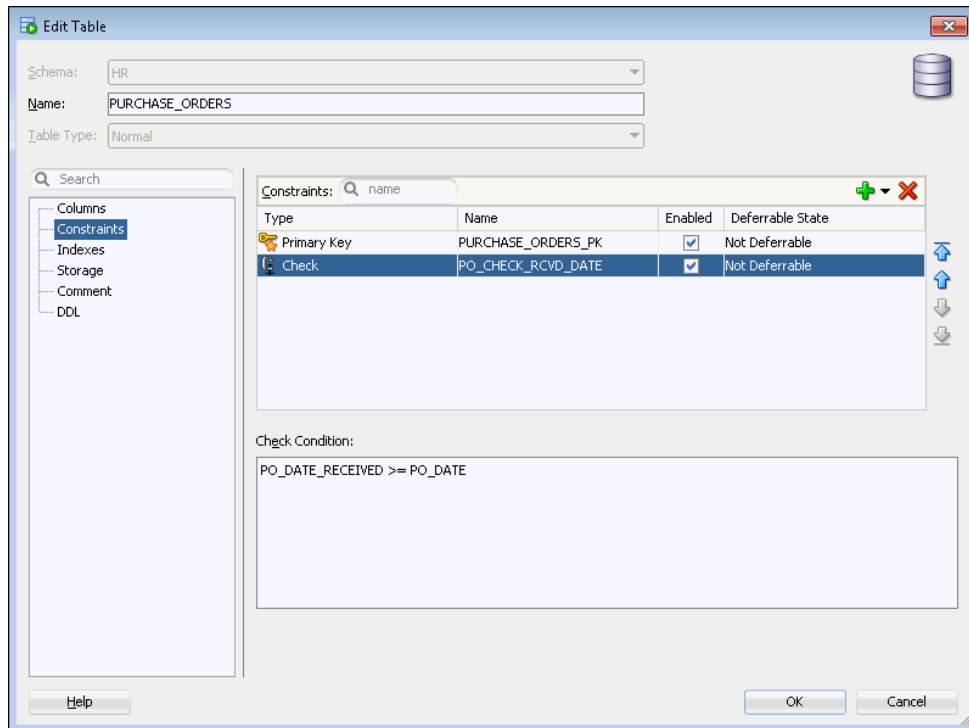 Edit Table
Schema: HR
Name: PURCHASE_ORDERS
Table Type: Normal
Search
Columns
Constraints
Indexes
Storage
Comment
DDL
Constraints: name
Type Name Enabled Deferrable State
Primary Key PURCHASE_ORDERS_PK Not Deferrable
Check PO_CHECK_RCVD_DATE Not Deferrable
Check Condition:
PO_DATE_RECEIVED >= PO_DATE
Help OK Cancel